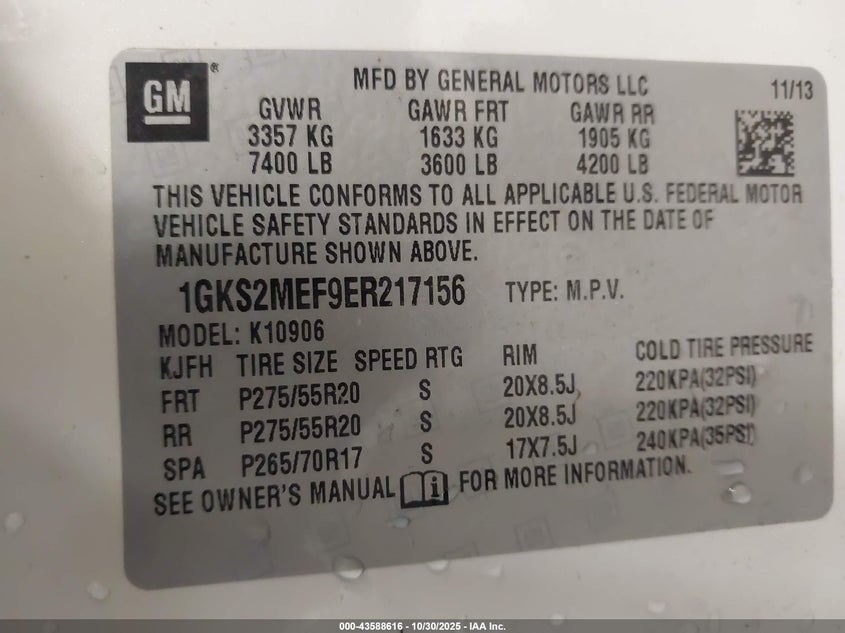 GM®
MFD BY GENERAL MOTORS LLC 11/13
GVWR GAWR FRT GAWR RR
3357 KG 1633 KG 1905 KG
7400 LB 3600 LB 4200 LB
THIS VEHICLE CONFORMS TO ALL APPLICABLE U.S. FEDERAL MOTOR
VEHICLE SAFETY STANDARDS IN EFFECT ON THE DATE OF
MANUFACTURE SHOWN ABOVE.
1GKS2MEF9ER217156 TYPE: M.P.V.
MODEL: K10906
KJFH TIRE SIZE SPEED RTG RIM COLD TIRE PRESSURE
FRT P275/55R20 S 20X8.5J 220KPA(32PSI)
RR P275/55R20 S 20X8.5J 220KPA(32PSI)
SPA P265/70R17 S 17X7.5J 240KPA(35PSI)
SEE OWNER'S MANUAL i FOR MORE INFORMATION.
000-43588616 - 10/30/2025 - IAA Inc.